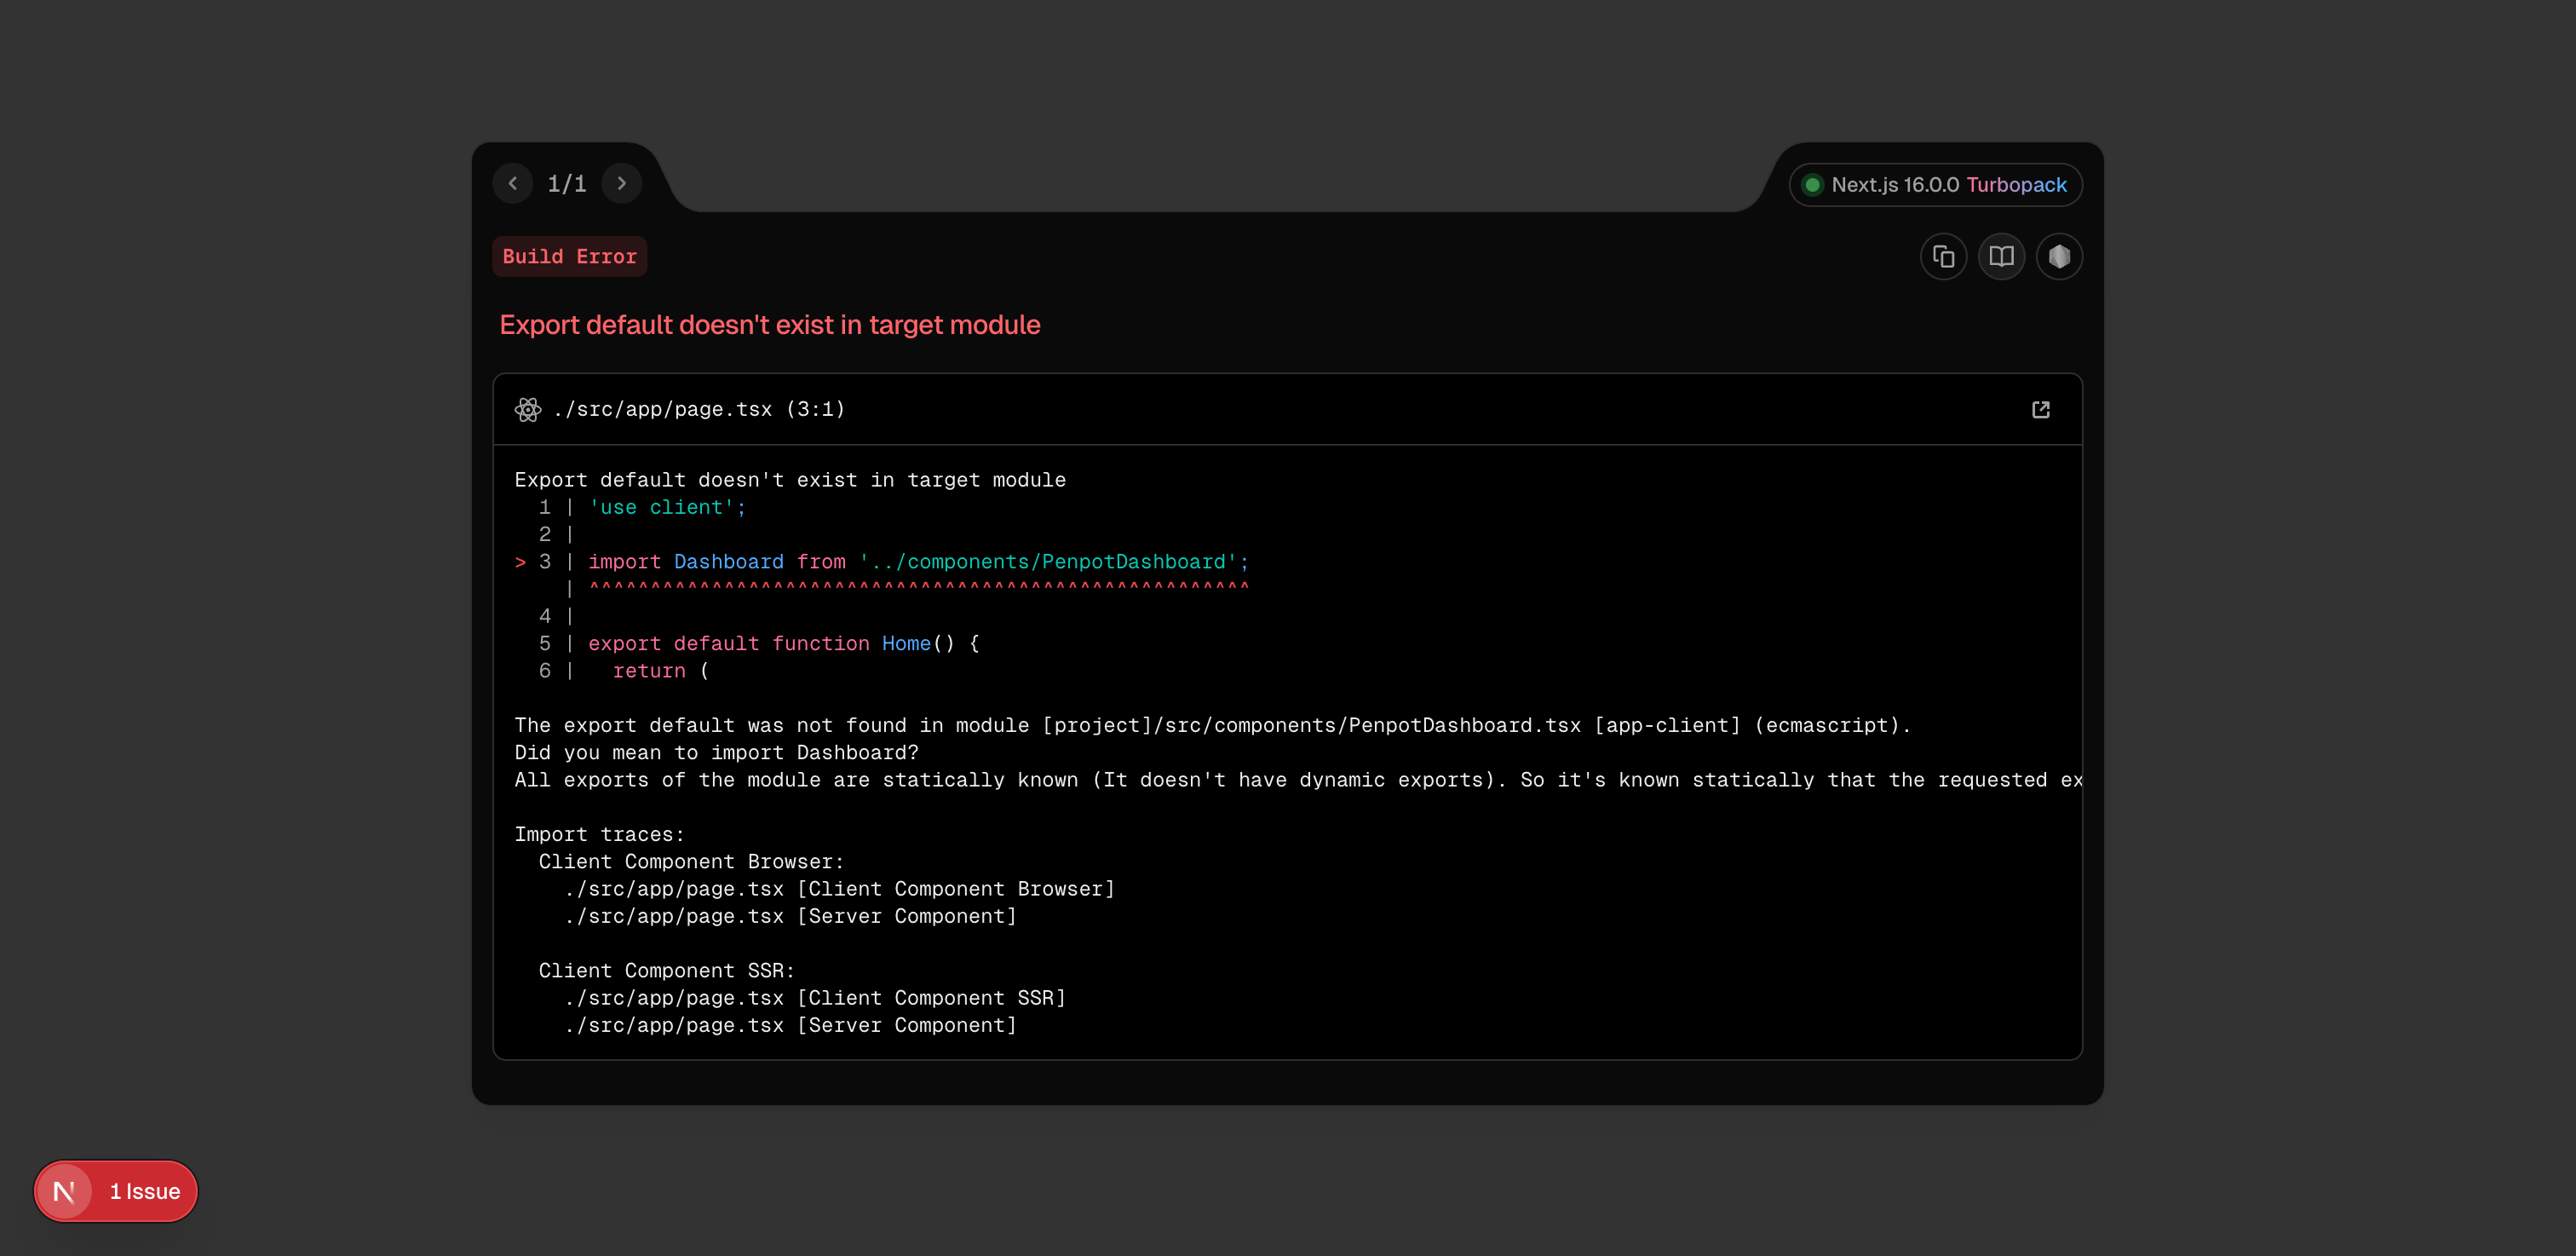 1/1
Next.js 16.0.0 Turbopack
Build Error
Export default doesn't exist in target module
./src/app/page.tsx (3:1)
Export default doesn't exist in target module
  1 | 'use client';
  2 |
> 3 | import Dashboard from '../components/PenpotDashboard';
    | ^^^^^^^^^^^^^^^^^^^^^^^^^^^^^^^^^^^^^^^^^^^^^^^^^^^^^^
  4 |
  5 | export default function Home() {
  6 |   return (
The export default was not found in module [project]/src/components/PenpotDashboard.tsx [app-client] (ecmascript).
Did you mean to import Dashboard?
All exports of the module are statically known (It doesn't have dynamic exports). So it's known statically that the requested ex
Import traces:
  Client Component Browser:
    ./src/app/page.tsx [Client Component Browser]
    ./src/app/page.tsx [Server Component]
  Client Component SSR:
    ./src/app/page.tsx [Client Component SSR]
    ./src/app/page.tsx [Server Component]
N 1 Issue